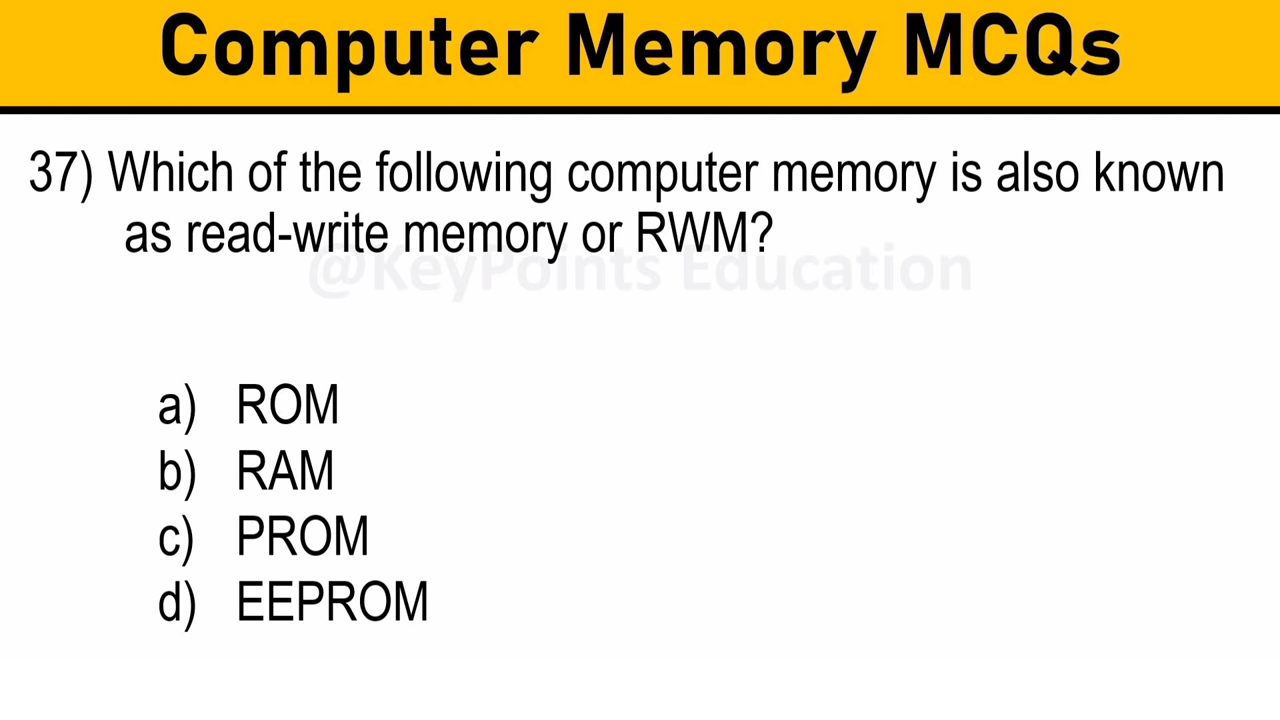 Computer Memory MCQs
37) Which of the following computer memory is also known
as read-write memory or RWM?
@KeyPoints Education
a) ROM
b) RAM
c) PROM
d) EEPROM